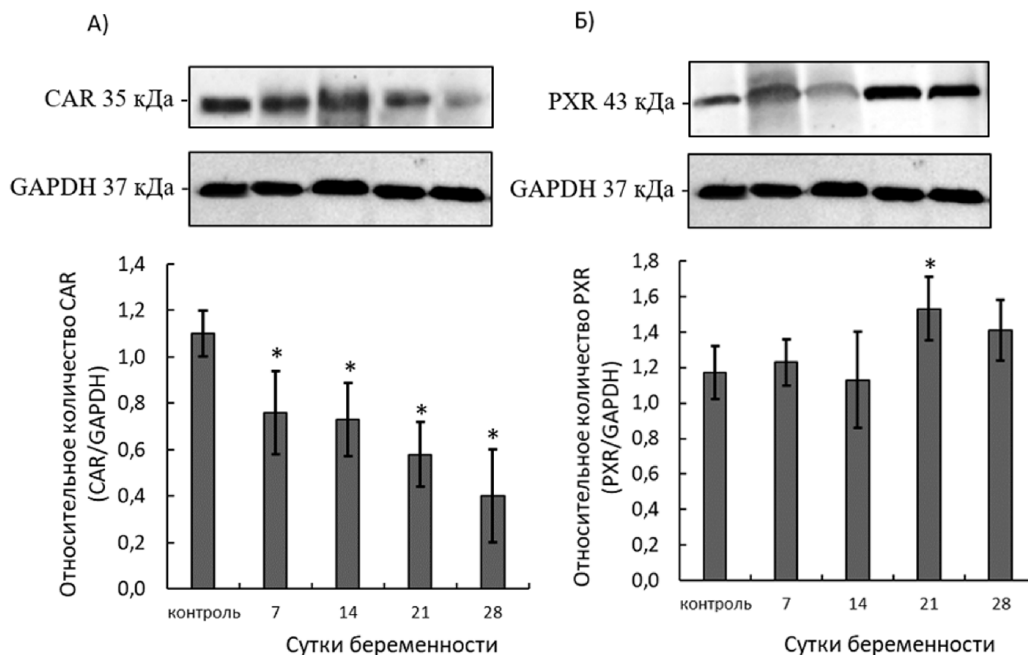 А)
CAR 35 кДа
GAPDH 37 кДа
Относительное количество CAR
(CAR/GAPDH)
1,4
1,2
1,0
0,8
0,6
0,4
0,2
0,0
*
*
*
*
контроль 7 14 21 28
Сутки беременности
Б)
PXR 43 кДа
GAPDH 37 кДа
Относительное количество PXR
(PXR/GAPDH)
1,8
1,6
1,4
1,2
1,0
0,8
0,6
0,4
0,2
0,0
*
контроль 7 14 21 28
Сутки беременности